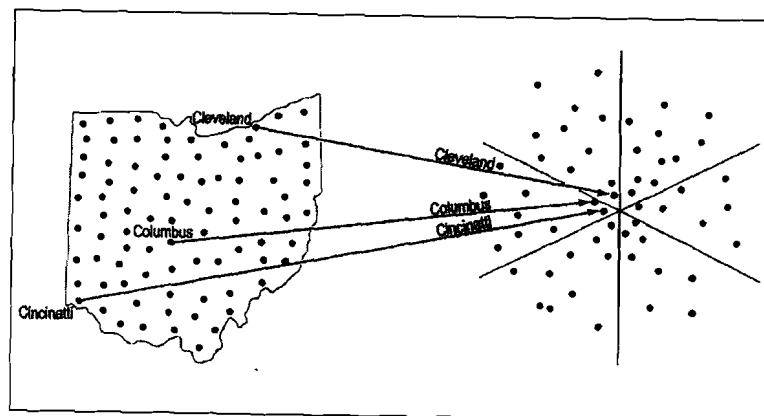 Cleveland
Cleveland
Columbus
Columbus
Cincinatti
Cincinatti